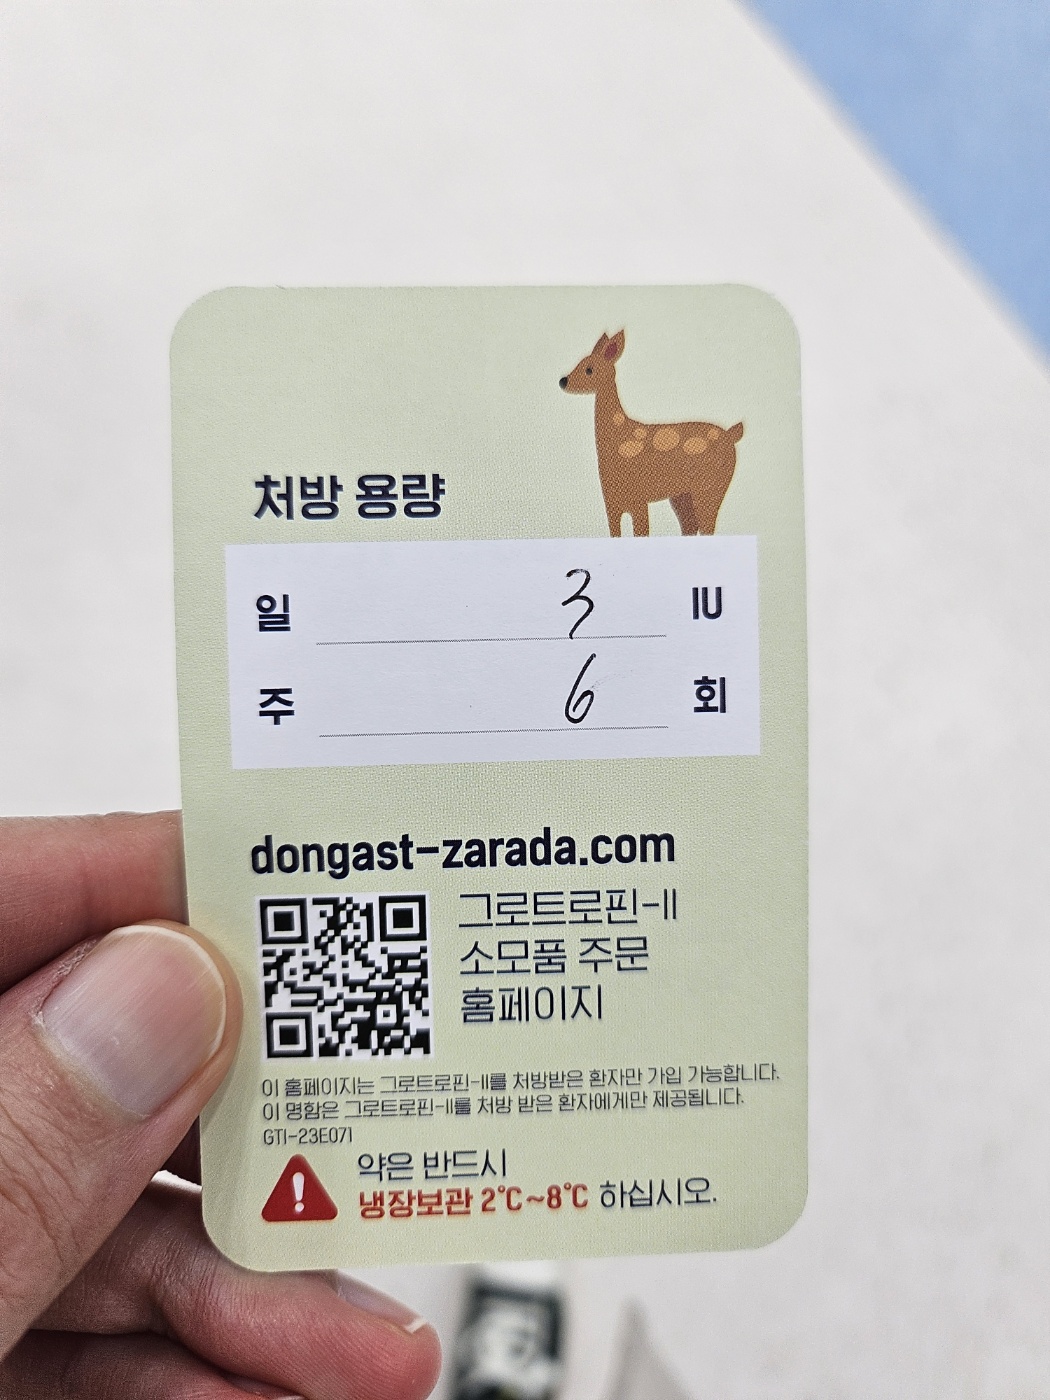 처방 용량
일 3 IU
주 6 회
dongast-zarada.com
그로트로핀-II
소모품 주문
홈페이지
이 홈페이지는 그로트로핀-II를 처방받은 환자만 가입 가능합니다.
이 명함은 그로트로핀-II를 처방 받은 환자에게만 제공됩니다.
GTI-23E071
약은 반드시
냉장보관 2℃~8℃ 하십시오.